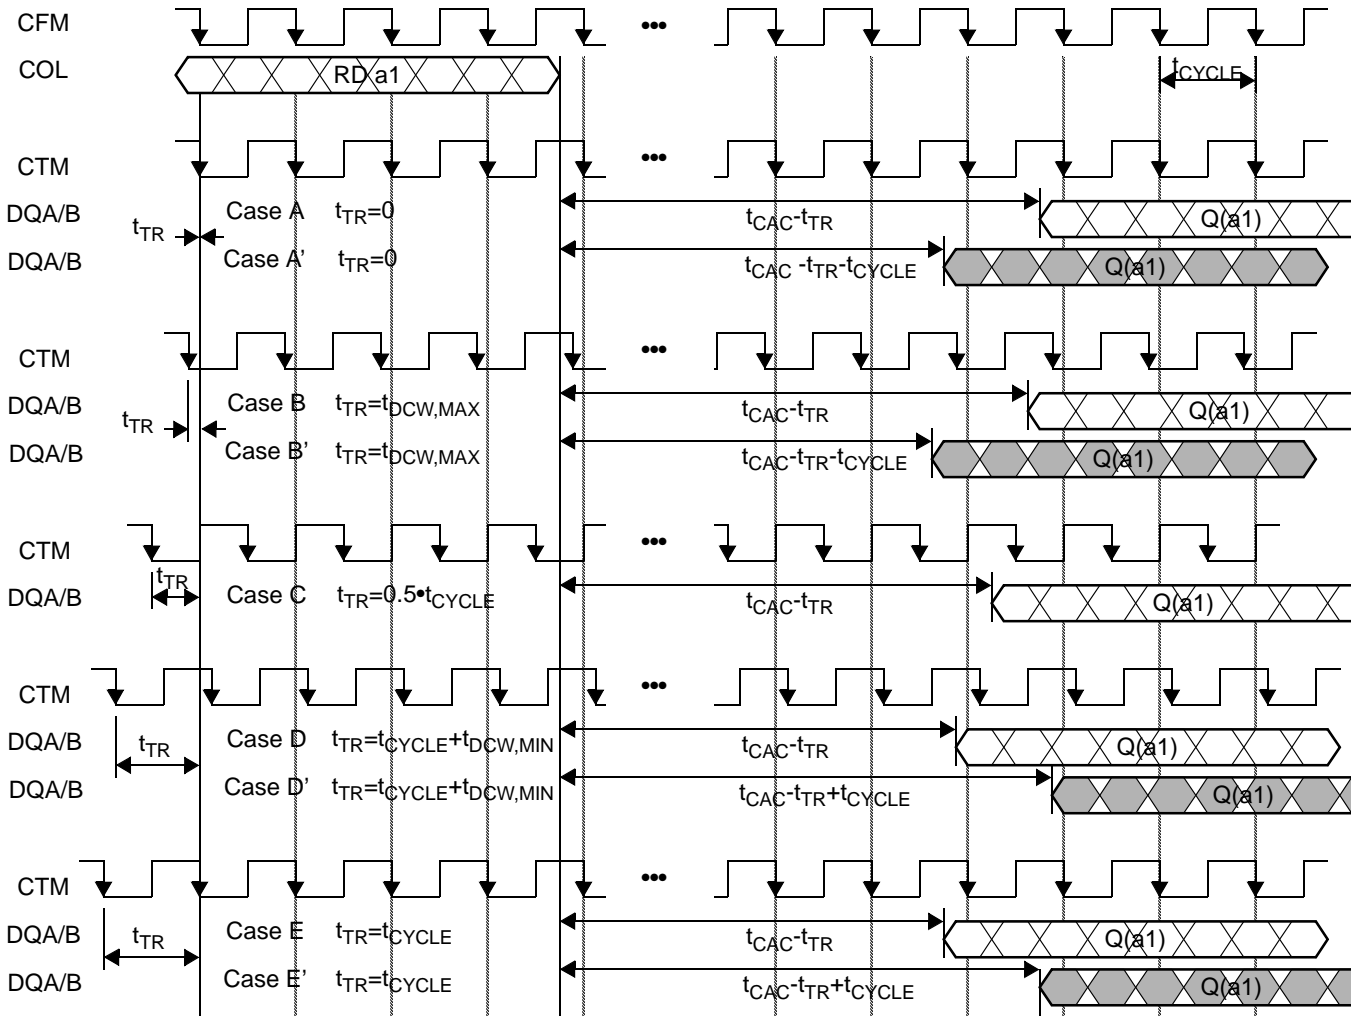 CFM •••
COL RD a1 tCYCLE
CTM •••
DQA/B Case A tTR=0 tCAC-tTR Q(a1)
tTR
DQA/B Case A' tTR=0 tCAC -tTR-tCYCLE Q(a1)
CTM •••
DQA/B Case B tTR=tDCW,MAX tCAC-tTR Q(a1)
tTR
DQA/B Case B' tTR=tDCW,MAX tCAC-tTR-tCYCLE Q(a1)
CTM •••
tTR
DQA/B Case C tTR=0.5•tCYCLE tCAC-tTR Q(a1)
CTM •••
DQA/B tTR Case D tTR=tCYCLE+tDCW,MIN tCAC-tTR Q(a1)
DQA/B Case D' tTR=tCYCLE+tDCW,MIN tCAC-tTR+tCYCLE Q(a1)
CTM •••
DQA/B tTR Case E tTR=tCYCLE tCAC-tTR Q(a1)
DQA/B Case E' tTR=tCYCLE tCAC-tTR+tCYCLE Q(a1)